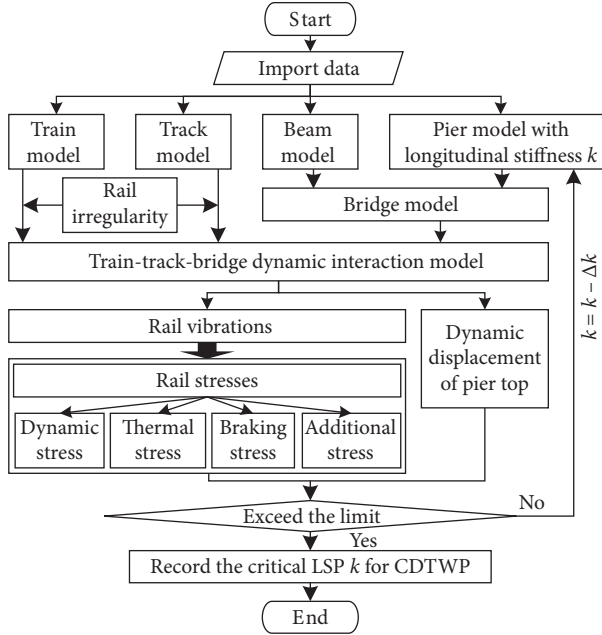 Start
Import data
Train
model
Track
model
Beam
model
Pier model with
longitudinal stiffness k
Rail
irregularity
Bridge model
Train-track-bridge dynamic interaction model
k = k – Δk
Rail vibrations
Dynamic
displacement
of pier top
Rail stresses
Dynamic
stress
Thermal
stress
Braking
stress
Additional
stress
Exceed the limit
No
Yes
Record the critical LSP k for CDTWP
End